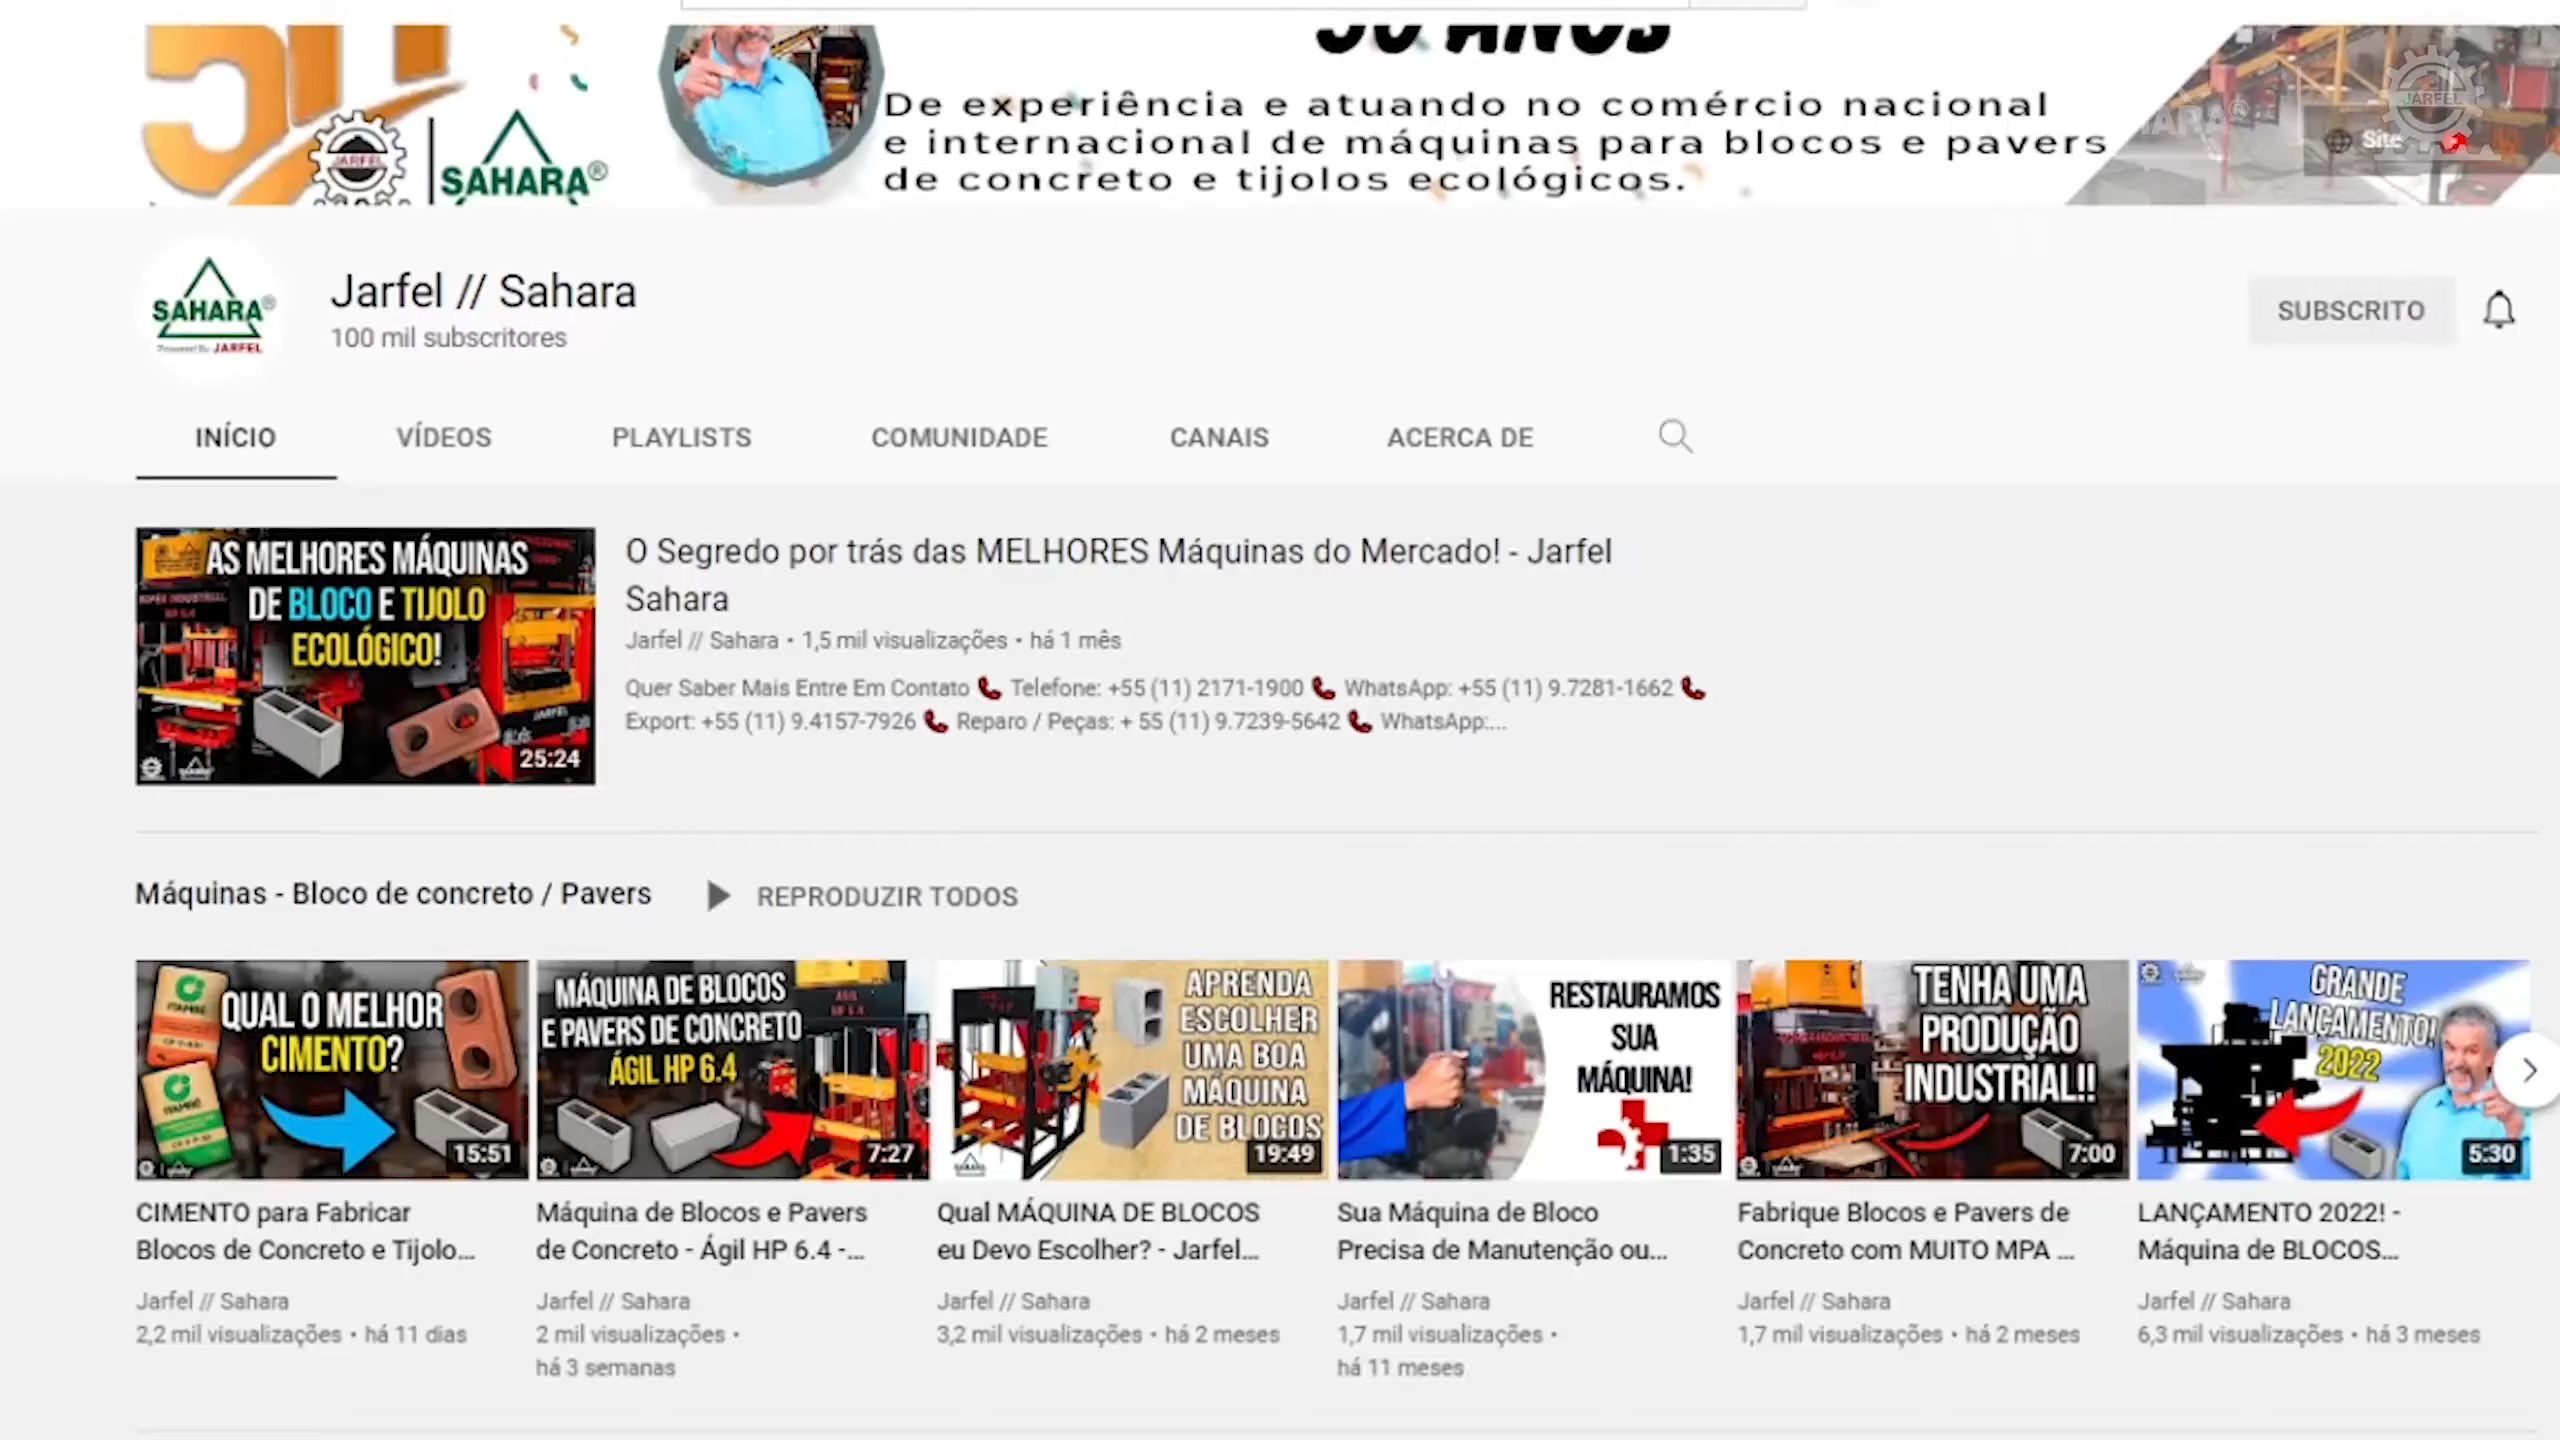 50 ANOS
De experiência e atuando no comércio nacional
e internacional de máquinas para blocos e pavers
de concreto e tijolos ecológicos.
JARFEL
SAHARA®
Site
JARFEL
SAHARA®
Powered By JARFEL
Jarfel // Sahara
100 mil subscritores
SUBSCRITO
INÍCIO
VÍDEOS
PLAYLISTS
COMUNIDADE
CANAIS
ACERCA DE
AS MELHORES MÁQUINAS
DE BLOCO E TIJOLO
ECOLÓGICO!
JARFEL
25:24
O Segredo por trás das MELHORES Máquinas do Mercado! - Jarfel
Sahara
Jarfel // Sahara • 1,5 mil visualizações • há 1 mês
Quer Saber Mais Entre Em Contato 📞 Telefone: +55 (11) 2171-1900 📞 WhatsApp: +55 (11) 9.7281-1662 📞
Export: +55 (11) 9.4157-7926 📞 Reparo / Peças: + 55 (11) 9.7239-5642 📞 WhatsApp:...
Máquinas - Bloco de concreto / Pavers
REPRODUZIR TODOS
QUAL O MELHOR
CIMENTO?
15:51
MÁQUINA DE BLOCOS
E PAVERS DE CONCRETO
ÁGIL HP 6.4
7:27
APRENDA
ESCOLHER
UMA BOA
MÁQUINA
DE BLOCOS
19:49
RESTAURAMOS
SUA
MÁQUINA!
1:35
TENHA UMA
PRODUÇÃO
INDUSTRIAL!!
7:00
GRANDE
LANÇAMENTO!
2022
5:30
CIMENTO para Fabricar
Blocos de Concreto e Tijolo...
Jarfel // Sahara
2,2 mil visualizações • há 11 dias
Máquina de Blocos e Pavers
de Concreto - Ágil HP 6.4 -...
Jarfel // Sahara
2 mil visualizações •
há 3 semanas
Qual MÁQUINA DE BLOCOS
eu Devo Escolher? - Jarfel...
Jarfel // Sahara
3,2 mil visualizações • há 2 meses
Sua Máquina de Bloco
Precisa de Manutenção ou...
Jarfel // Sahara
1,7 mil visualizações •
há 11 meses
Fabrique Blocos e Pavers de
Concreto com MUITO MPA ...
Jarfel // Sahara
1,7 mil visualizações • há 2 meses
LANÇAMENTO 2022! -
Máquina de BLOCOS...
Jarfel // Sahara
6,3 mil visualizações • há 3 meses